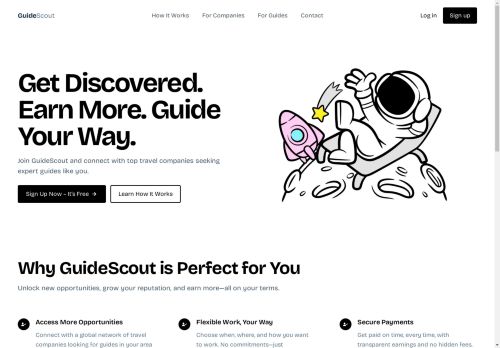 GuideScout
How It Works
For Companies
For Guides
Contact
Log in
Sign up
Get Discovered.
Earn More. Guide
Your Way.
Join GuideScout and connect with top travel companies seeking
expert guides like you.
Sign Up Now – It's Free →
Learn How It Works
Why GuideScout is Perfect for You
Unlock new opportunities, grow your reputation, and earn more—all on your terms.
Access More Opportunities
Connect with a global network of travel
companies looking for guides in your area
Flexible Work, Your Way
Choose when, where, and how you want
to work. No commitments—just
Secure Payments
Get paid on time, every time, with
transparent earnings and no hidden fees.